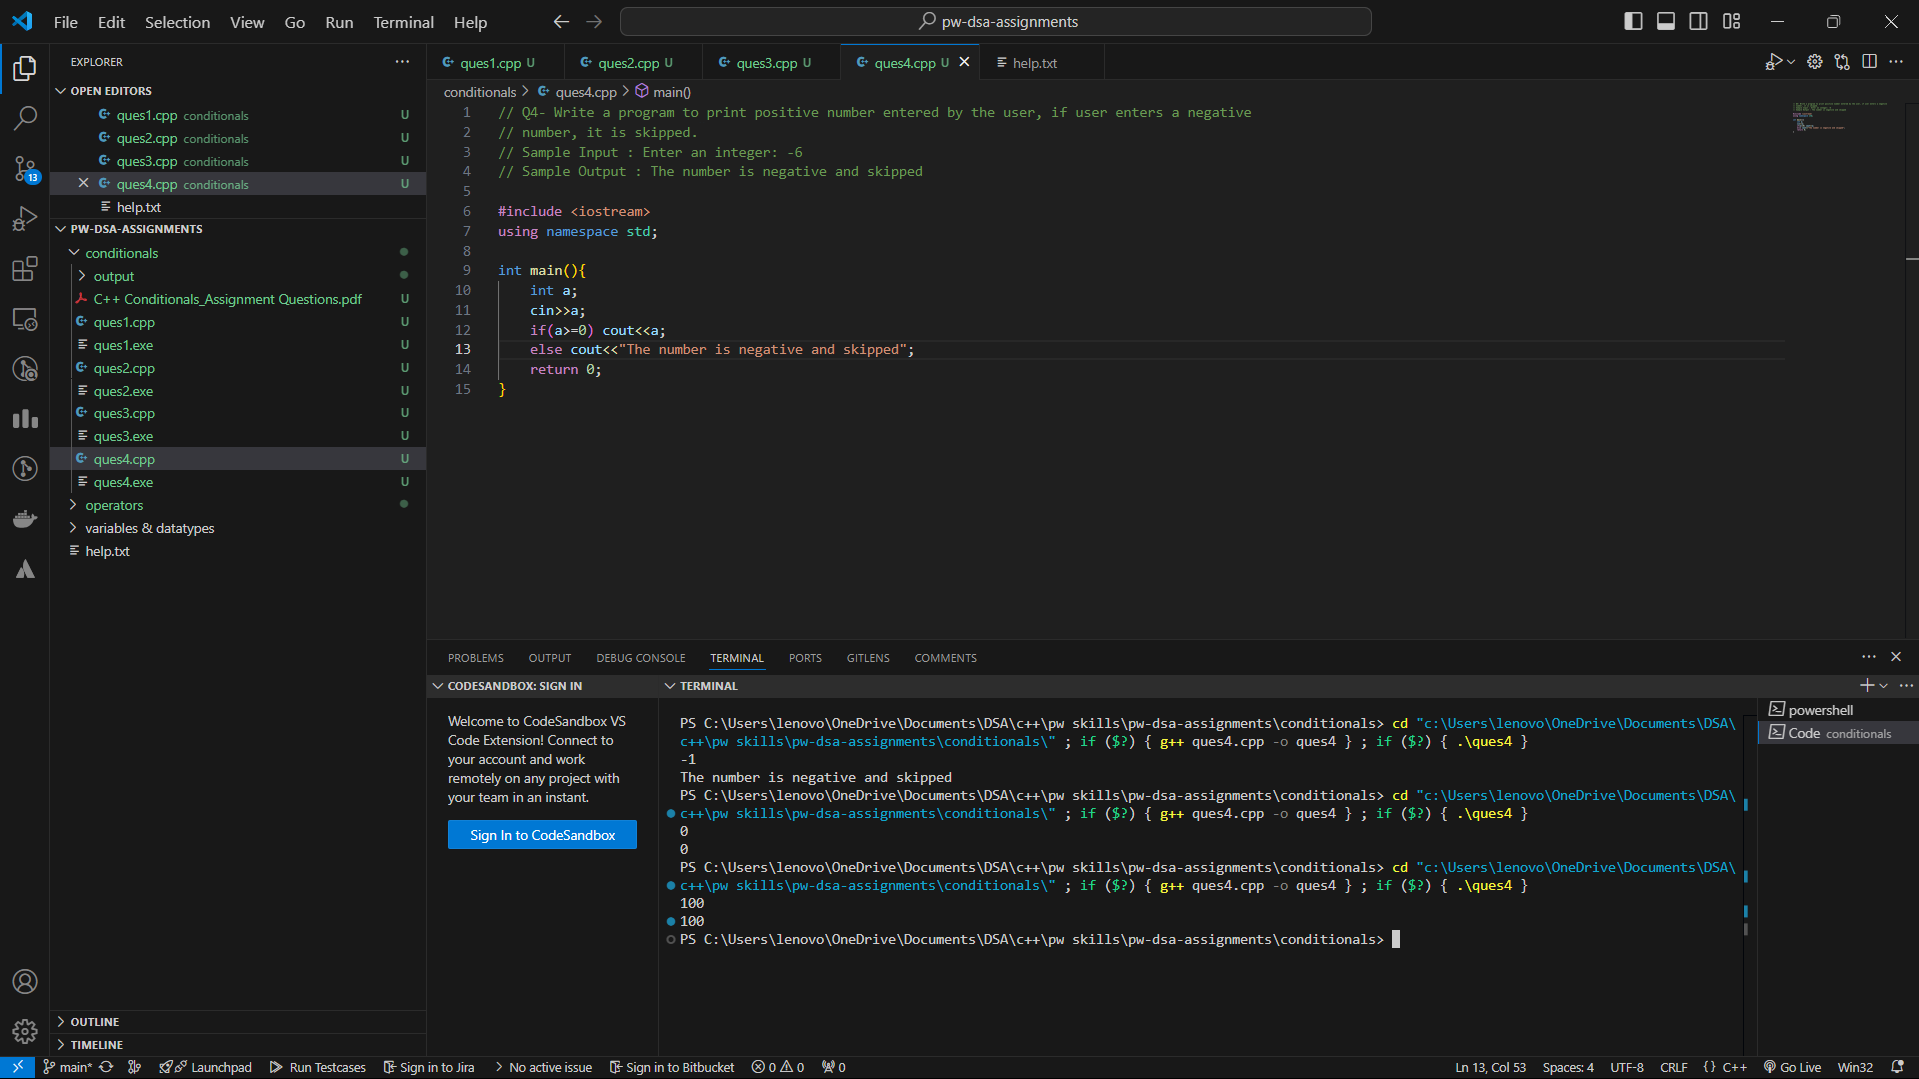 File Edit Selection View Go Run Terminal Help
pw-dsa-assignments
EXPLORER
OPEN EDITORS
ques1.cpp conditionals U
ques2.cpp conditionals U
ques3.cpp conditionals U
ques4.cpp conditionals U
help.txt
PW-DSA-ASSIGNMENTS
conditionals
output
C++ Conditionals_Assignment Questions.pdf U
ques1.cpp U
ques1.exe U
ques2.cpp U
ques2.exe U
ques3.cpp U
ques3.exe U
ques4.cpp U
ques4.exe U
operators
variables & datatypes
help.txt
OUTLINE
TIMELINE
13
ques1.cpp U ques2.cpp U ques3.cpp U ques4.cpp U help.txt
conditionals > ques4.cpp > main()
1 // Q4- Write a program to print positive number entered by the user, if user enters a negative
2 // number, it is skipped.
3 // Sample Input : Enter an integer: -6
4 // Sample Output : The number is negative and skipped
5
6 #include <iostream>
7 using namespace std;
8
9 int main(){
10 int a;
11 cin>>a;
12 if(a>=0) cout<<a;
13 else cout<<"The number is negative and skipped";
14 return 0;
15 }
PROBLEMS OUTPUT DEBUG CONSOLE TERMINAL PORTS GITLENS COMMENTS
CODESANDBOX: SIGN IN
Welcome to CodeSandbox VS
Code Extension! Connect to
your account and work
remotely on any project with
your team in an instant.
Sign In to CodeSandbox
TERMINAL
PS C:\Users\lenovo\OneDrive\Documents\DSA\c++\pw skills\pw-dsa-assignments\conditionals> cd "c:\Users\lenovo\OneDrive\Documents\DSA\
c++\pw skills\pw-dsa-assignments\conditionals\" ; if ($?) { g++ ques4.cpp -o ques4 } ; if ($?) { .\ques4 }
-1
The number is negative and skipped
PS C:\Users\lenovo\OneDrive\Documents\DSA\c++\pw skills\pw-dsa-assignments\conditionals> cd "c:\Users\lenovo\OneDrive\Documents\DSA\
c++\pw skills\pw-dsa-assignments\conditionals\" ; if ($?) { g++ ques4.cpp -o ques4 } ; if ($?) { .\ques4 }
0
0
PS C:\Users\lenovo\OneDrive\Documents\DSA\c++\pw skills\pw-dsa-assignments\conditionals> cd "c:\Users\lenovo\OneDrive\Documents\DSA\
c++\pw skills\pw-dsa-assignments\conditionals\" ; if ($?) { g++ ques4.cpp -o ques4 } ; if ($?) { .\ques4 }
100
100
PS C:\Users\lenovo\OneDrive\Documents\DSA\c++\pw skills\pw-dsa-assignments\conditionals>
powershell
Code conditionals
main* Launchpad Run Testcases Sign in to Jira No active issue Sign in to Bitbucket 0 0 0 Ln 13, Col 53 Spaces: 4 UTF-8 CRLF {} C++ Go Live Win32